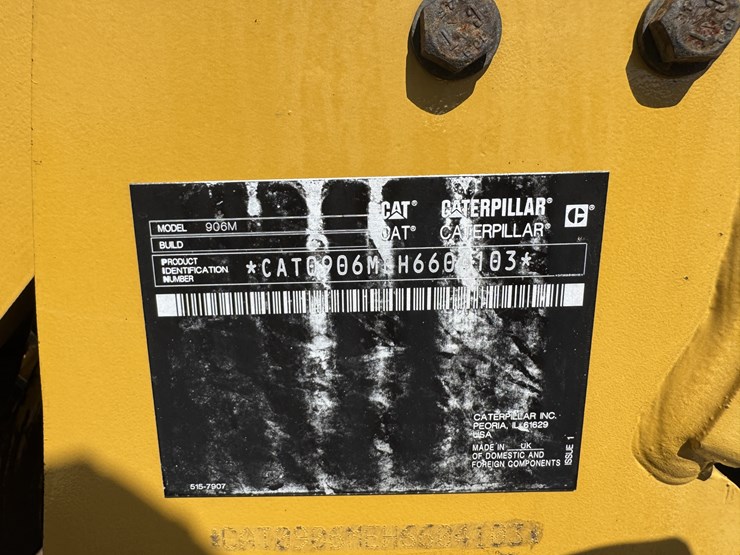 CAT® CATERPILLAR®
MODEL 906M
CAT® CATERPILLAR®
BUILD
PRODUCT IDENTIFICATION NUMBER
CATERPILLAR INC.
PEORIA, IL 61629
USA
MADE IN UK
OF DOMESTIC AND
FOREIGN COMPONENTS
ISSUE 1
515-7907